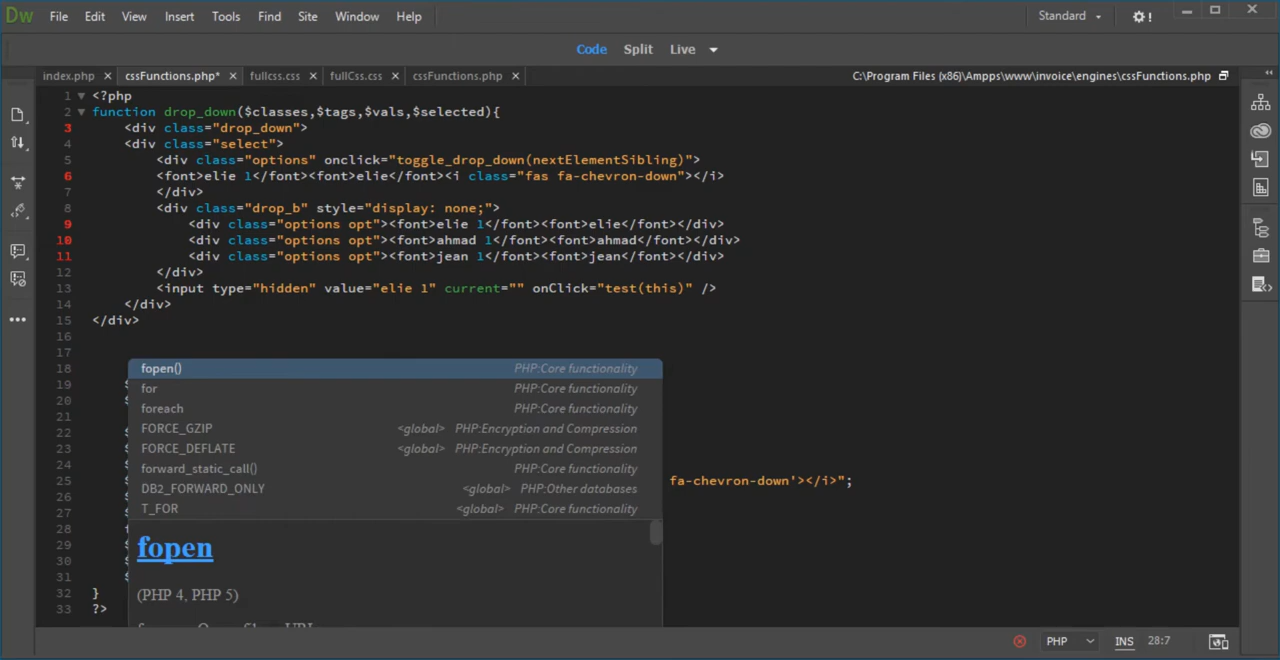 Dw File Edit View Insert Tools Find Site Window Help Standard !
Code Split Live
index.php × cssFunctions.php* × fullcss.css × fullCss.css × cssFunctions.php × C:\Program Files (x86)\Ampps\www\invoice\engines\cssFunctions.php
1 <?php
2 function drop_down($classes,$tags,$vals,$selected){
3 <div class="drop_down">
4 <div class="select">
5 <div class="options" onclick="toggle_drop_down(nextElementSibling)">
6 <font>elie 1</font><font>elie</font><i class="fas fa-chevron-down"></i>
7 </div>
8 <div class="drop_b" style="display: none;">
9 <div class="options opt"><font>elie 1</font><font>elie</font></div>
10 <div class="options opt"><font>ahmad 1</font><font>ahmad</font></div>
11 <div class="options opt"><font>jean 1</font><font>jean</font></div>
12 </div>
13 <input type="hidden" value="elie 1" current="" onClick="test(this)" />
14 </div>
15 </div>
16
17
18 fopen() PHP:Core functionality
19 $ for PHP:Core functionality
20 $ foreach PHP:Core functionality
21 FORCE_GZIP <global> PHP:Encryption and Compression
22 $
23 $ FORCE_DEFLATE <global> PHP:Encryption and Compression
24 $ forward_static_call() PHP:Core functionality
25 $ fa-chevron-down'></i>";
26 $ DB2_FORWARD_ONLY <global> PHP:Other databases
27 $ T_FOR <global> PHP:Core functionality
28 f
29 $ fopen
30 $
31 $
32 } (PHP 4, PHP 5)
33 ?>
PHP INS 28:7